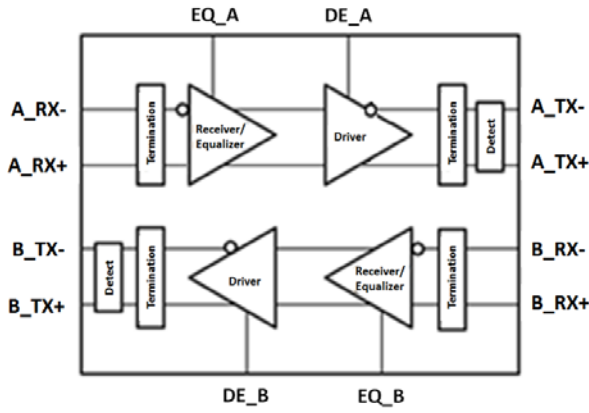 EQ_A DE_A
A_RX-
A_RX+
Termination
Receiver/
Equalizer
Driver
Termination
Detect
A_TX-
A_TX+
B_TX-
B_TX+
Detect
Termination
Driver
Receiver/
Equalizer
Termination
B_RX-
B_RX+
DE_B EQ_B